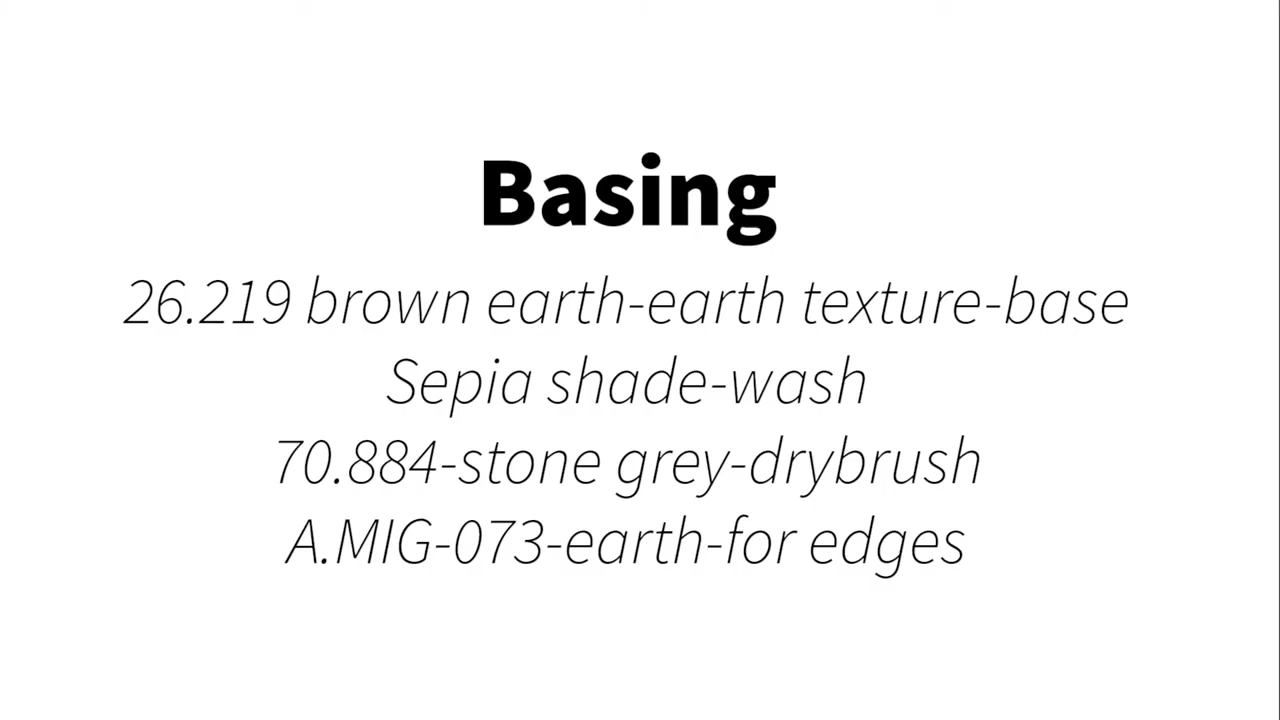 Basing
26.219 brown earth-earth texture-base
Sepia shade-wash
70.884-stone grey-drybrush
A.MIG-073-earth-for edges